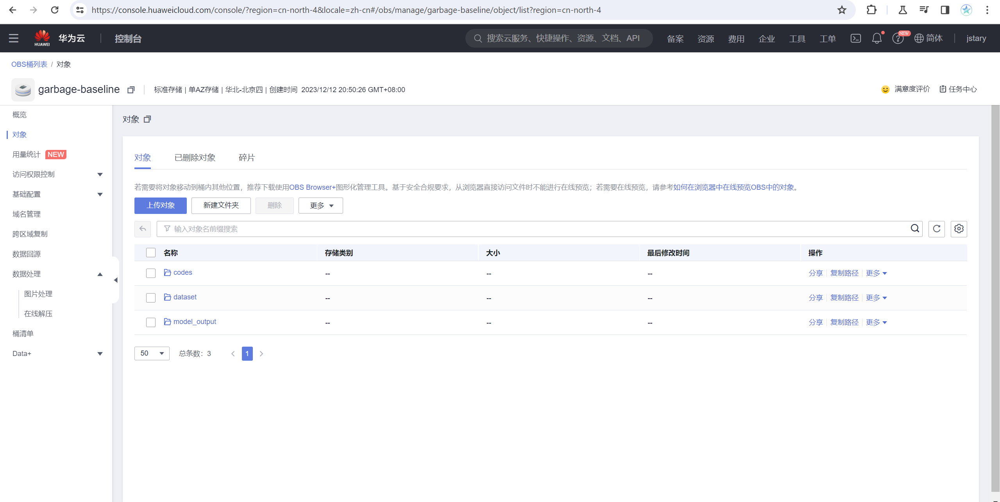 https://console.huaweicloud.com/console/?region=cn-north-4&locale=zh-cn#/obs/manage/garbage-baseline/object/list?region=cn-north-4
HUAWEI 华为云 控制台 搜索云服务、快捷操作、资源、文档、API 备案 资源 费用 企业 工具 工单 NEW 简体 jstary
OBS桶列表 / 对象
garbage-baseline 标准存储 | 单AZ存储 | 华北-北京四 | 创建时间 2023/12/12 20:50:26 GMT+08:00 满意度评价 任务中心
概览
对象
用量统计 NEW
访问权限控制
基础配置
域名管理
跨区域复制
数据回源
数据处理
图片处理
在线解压
桶清单
Data+
对象
对象 已删除对象 碎片
若需要将对象移动到桶内其他位置，推荐下载使用OBS Browser+图形化管理工具。基于安全合规要求，从浏览器直接访问文件时不能进行在线预览；若需要在线预览，请参考如何在浏览器中在线预览OBS中的对象。
上传对象 新建文件夹 删除 更多
输入对象名前缀搜索
名称 存储类别 大小 最后修改时间 操作
codes -- -- -- 分享 复制路径 更多
dataset -- -- -- 分享 复制路径 更多
model_output -- -- -- 分享 复制路径 更多
50 总条数：3 < 1 >